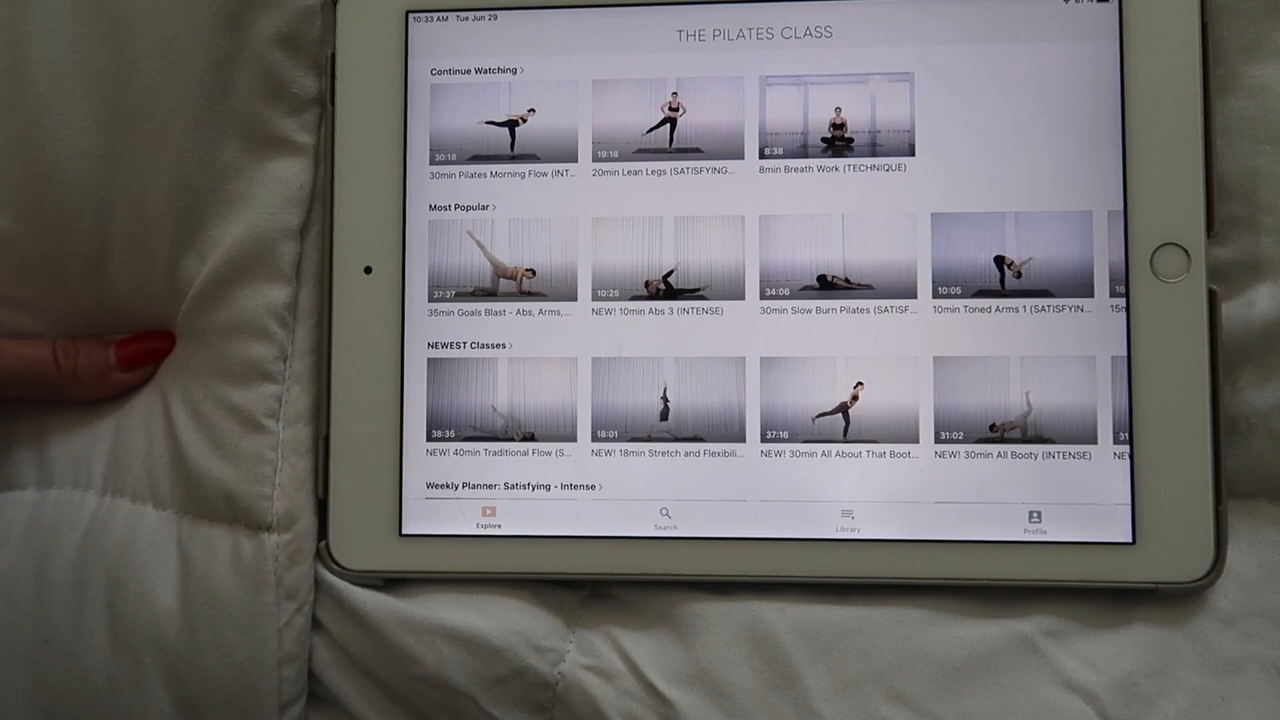 10:33 AM Tue Jun 29
THE PILATES CLASS
Continue Watching >
30:18
19:18
8:38
30min Pilates Morning Flow (INT...
20min Lean Legs (SATISFYING...
8min Breath Work (TECHNIQUE)
Most Popular >
37:37
10:25
34:06
10:05
35min Goals Blast - Abs, Arms,...
NEW! 10min Abs 3 (INTENSE)
30min Slow Burn Pilates (SATISF...
10min Toned Arms 1 (SATISFYIN...
15m
NEWEST Classes >
38:35
18:01
37:16
31:02
31
NEW! 40min Traditional Flow (S...
NEW! 18min Stretch and Flexibili...
NEW! 30min All About That Boot...
NEW! 30min All Booty (INTENSE)
Weekly Planner: Satisfying - Intense >
Explore
Search
Library
Profile